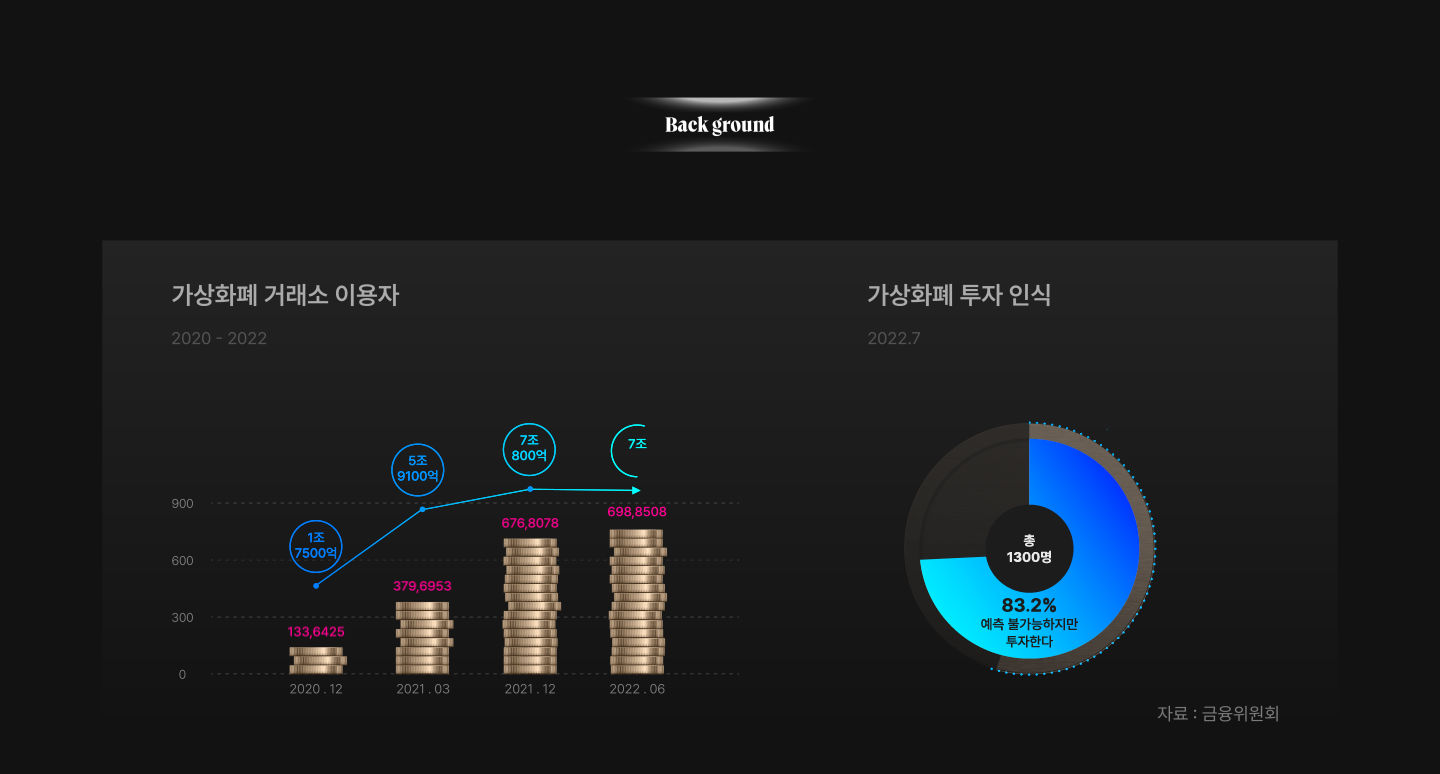 Back ground
가상화폐 거래소 이용자
2020 - 2022
900
600
300
0
1조
7500억
5조
9100억
7조
800억
7조
133,6425
379,6953
676,8078
698,8508
2020 . 12
2021 . 03
2021 . 12
2022 . 06
가상화폐 투자 인식
2022.7
총
1300명
83.2%
예측 불가능하지만
투자한다
자료 : 금융위원회